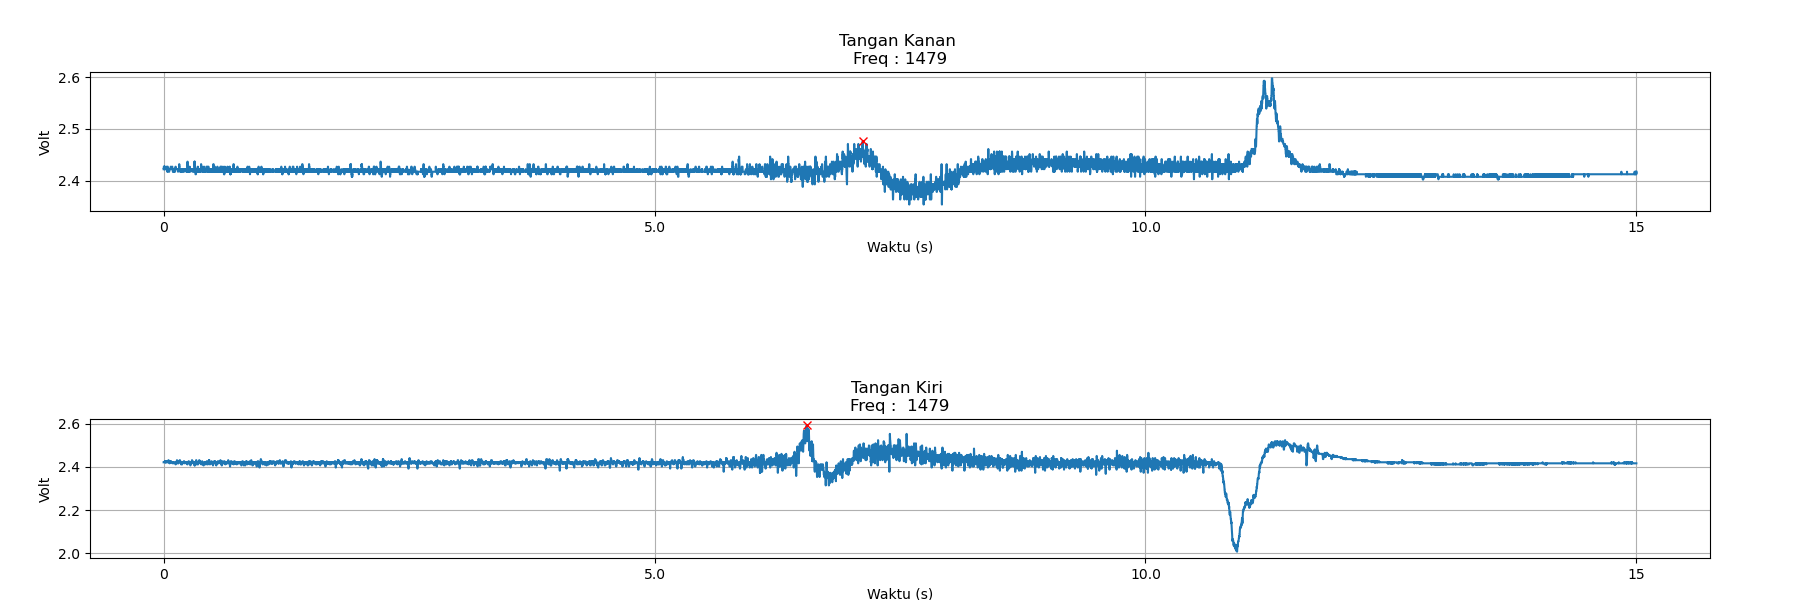 Tangan Kanan
Freq : 1479
2.6
2.5
2.4
Volt
0 5.0 10.0 15
Waktu (s)
Tangan Kiri
Freq :  1479
2.6
2.4
2.2
2.0
Volt
0 5.0 10.0 15
Waktu (s)